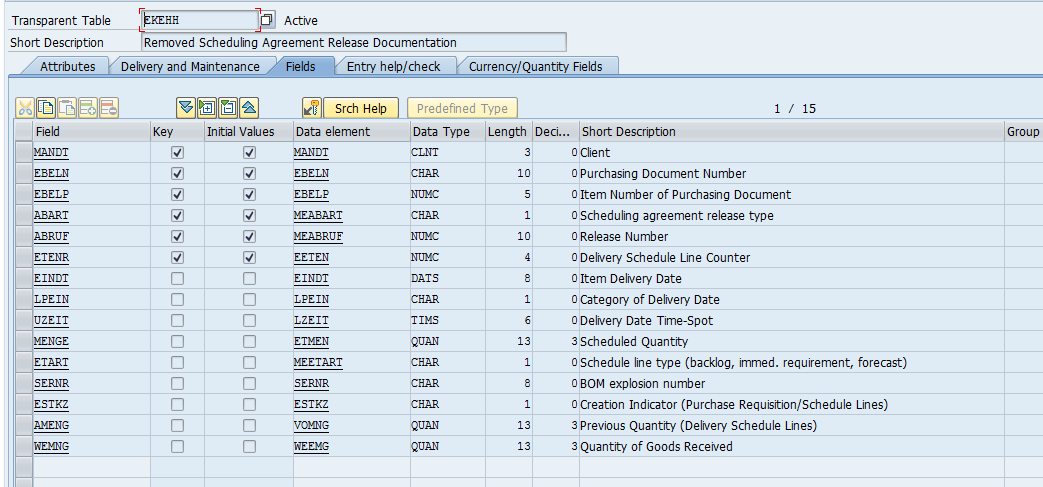 Transparent Table EKEHH Active
Short Description Removed Scheduling Agreement Release Documentation
Attributes Delivery and Maintenance Fields Entry help/check Currency/Quantity Fields
Srch Help Predefined Type 1 / 15
Field Key Initial Values Data element Data Type Length Deci... Short Description Group
MANDT MANDT CLNT 3 0 Client
EBELN EBELN CHAR 10 0 Purchasing Document Number
EBELP EBELP NUMC 5 0 Item Number of Purchasing Document
ABART MEABART CHAR 1 0 Scheduling agreement release type
ABRUF MEABRUF NUMC 10 0 Release Number
ETENR EETEN NUMC 4 0 Delivery Schedule Line Counter
EINDT EINDT DATS 8 0 Item Delivery Date
LPEIN LPEIN CHAR 1 0 Category of Delivery Date
UZEIT LZEIT TIMS 6 0 Delivery Date Time-Spot
MENGE ETMEN QUAN 13 3 Scheduled Quantity
ETART MEETART CHAR 1 0 Schedule line type (backlog, immed. requirement, forecast)
SERNR SERNR CHAR 8 0 BOM explosion number
ESTKZ ESTKZ CHAR 1 0 Creation Indicator (Purchase Requisition/Schedule Lines)
AMENG VOMNG QUAN 13 3 Previous Quantity (Delivery Schedule Lines)
WEMNG WEEMG QUAN 13 3 Quantity of Goods Received